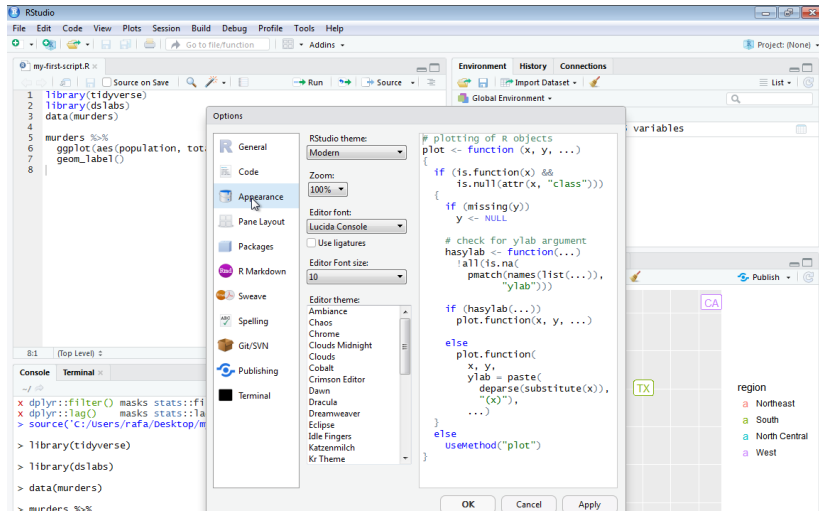 RStudio
File Edit Code View Plots Session Build Debug Profile Tools Help
Go to file/function Addins Project: (None)
my-first-script.R
Source on Save Run Source
1 library(tidyverse)
2 library(dslabs)
3 data(murders)
4
5 murders %>%
6 ggplot(aes(population, tot
7 geom_label()
8
8:1 (Top Level)
Console Terminal
~/
x dplyr::filter() masks stats::fi
x dplyr::lag() masks stats::la
> source('C:/Users/rafa/Desktop/m
> library(tidyverse)
> library(dslabs)
> data(murders)
> murders %>%
Environment History Connections
Import Dataset List
Global Environment
variables
Publish
CA
TX
region
a Northeast
a South
a North Central
a West
Options
General
Code
Appearance
Pane Layout
Packages
Rmd R Markdown
Sweave
ABC Spelling
Git/SVN
Publishing
Terminal
RStudio theme:
Modern
Zoom:
100%
Editor font:
Lucida Console
Use ligatures
Editor Font size:
10
Editor theme:
Ambiance
Chaos
Chrome
Clouds Midnight
Clouds
Cobalt
Crimson Editor
Dawn
Dracula
Dreamweaver
Eclipse
Idle Fingers
Katzenmilch
Kr Theme
# plotting of R objects
plot <- function (x, y, ...)
{
if (is.function(x) &&
is.null(attr(x, "class")))
{
if (missing(y))
y <- NULL
# check for ylab argument
hasylab <- function(...)
!all(is.na(
pmatch(names(list(...)),
"ylab")))
if (hasylab(...))
plot.function(x, y, ...)
else
plot.function(
x, y,
ylab = paste(
deparse(substitute(x)),
"(x)"),
...)
}
else
UseMethod("plot")
}
OK Cancel Apply